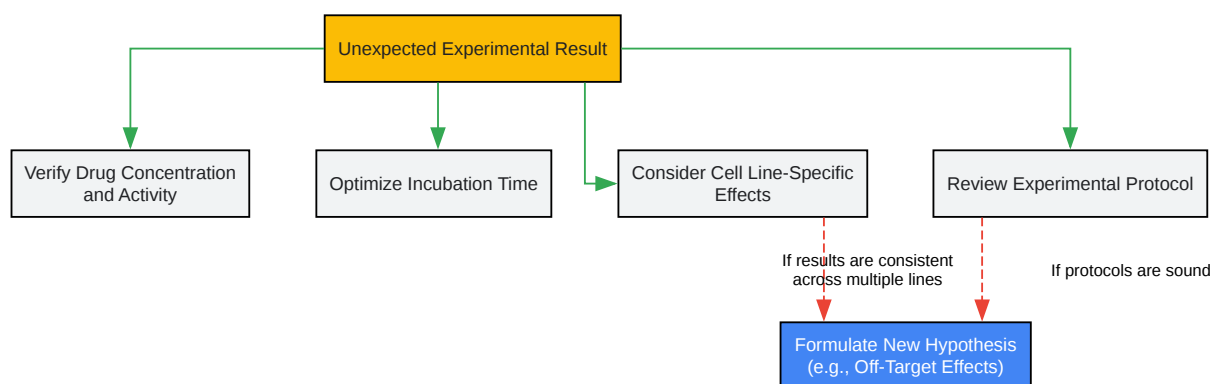 Unexpected Experimental Result
Verify Drug Concentration
and Activity
Optimize Incubation Time
Consider Cell Line-Specific
Effects
Review Experimental Protocol
If results are consistent
across multiple lines
If protocols are sound
Formulate New Hypothesis
(e.g., Off-Target Effects)